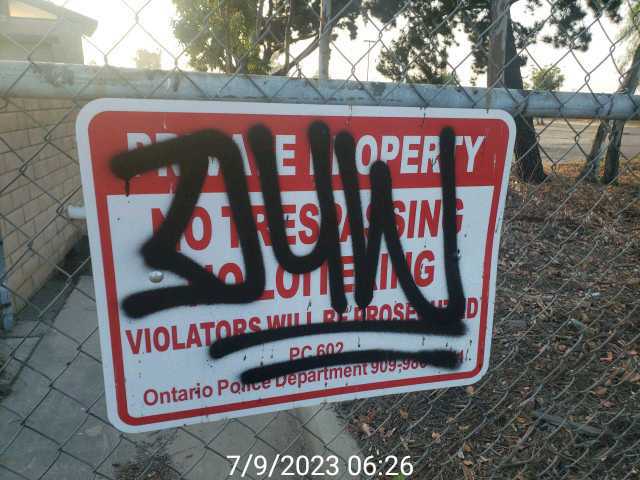 PRIVATE PROPERTY
NO TRESPASSING
NO LOITERING
VIOLATORS WILL BE PROSECUTED
PC 602
Ontario Police Department 909-
7/9/2023 06:26